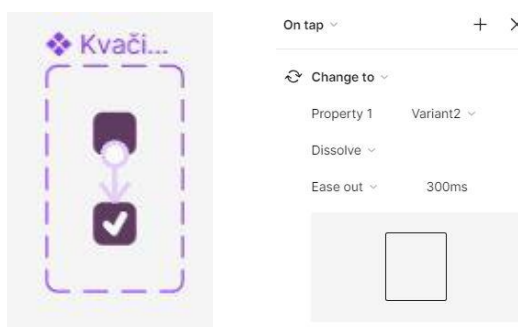 Kvači...
On tap
Change to
Property 1 Variant2
Dissolve
Ease out 300ms